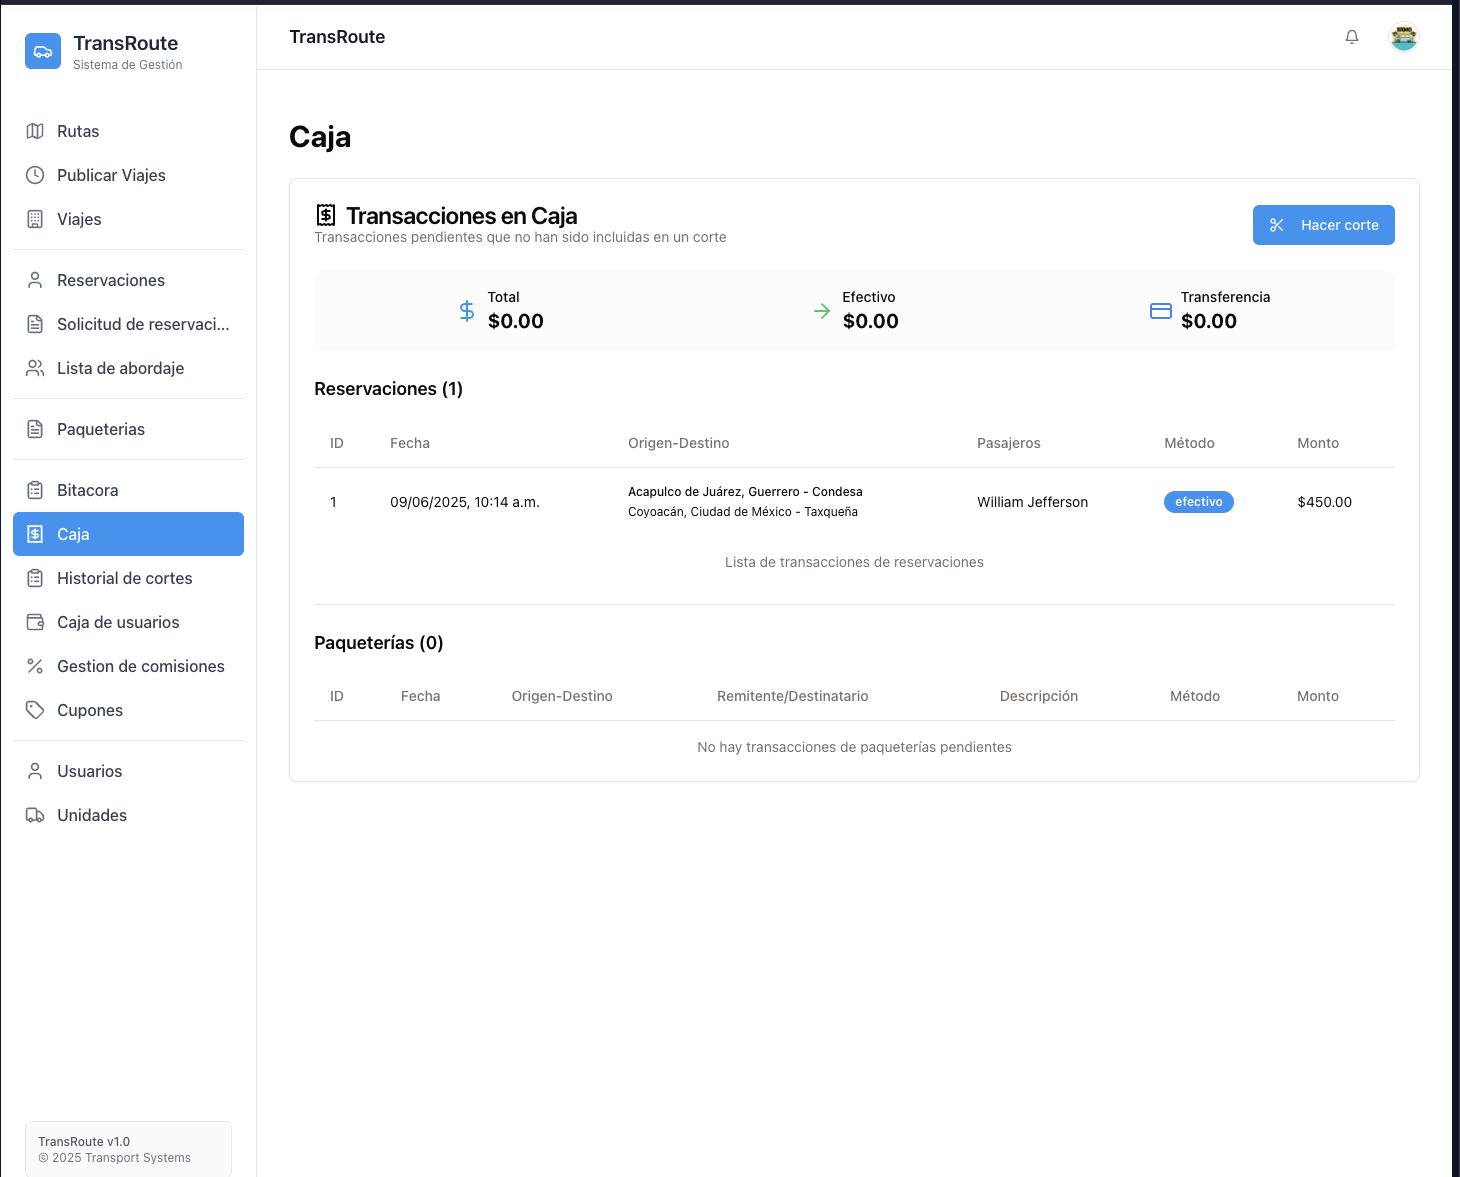 TransRoute
Sistema de Gestión
Rutas
Publicar Viajes
Viajes
Reservaciones
Solicitud de reservaci...
Lista de abordaje
Paqueterias
Bitacora
Caja
Historial de cortes
Caja de usuarios
Gestion de comisiones
Cupones
Usuarios
Unidades
TransRoute v1.0
© 2025 Transport Systems
TransRoute
Caja
Transacciones en Caja
Transacciones pendientes que no han sido incluidas en un corte
Hacer corte
Total
$0.00
Efectivo
$0.00
Transferencia
$0.00
Reservaciones (1)
ID Fecha Origen-Destino Pasajeros Método Monto
1 09/06/2025, 10:14 a.m. Acapulco de Juárez, Guerrero - Condesa William Jefferson efectivo $450.00
Coyoacán, Ciudad de México - Taxqueña
Lista de transacciones de reservaciones
Paqueterías (0)
ID Fecha Origen-Destino Remitente/Destinatario Descripción Método Monto
No hay transacciones de paqueterías pendientes